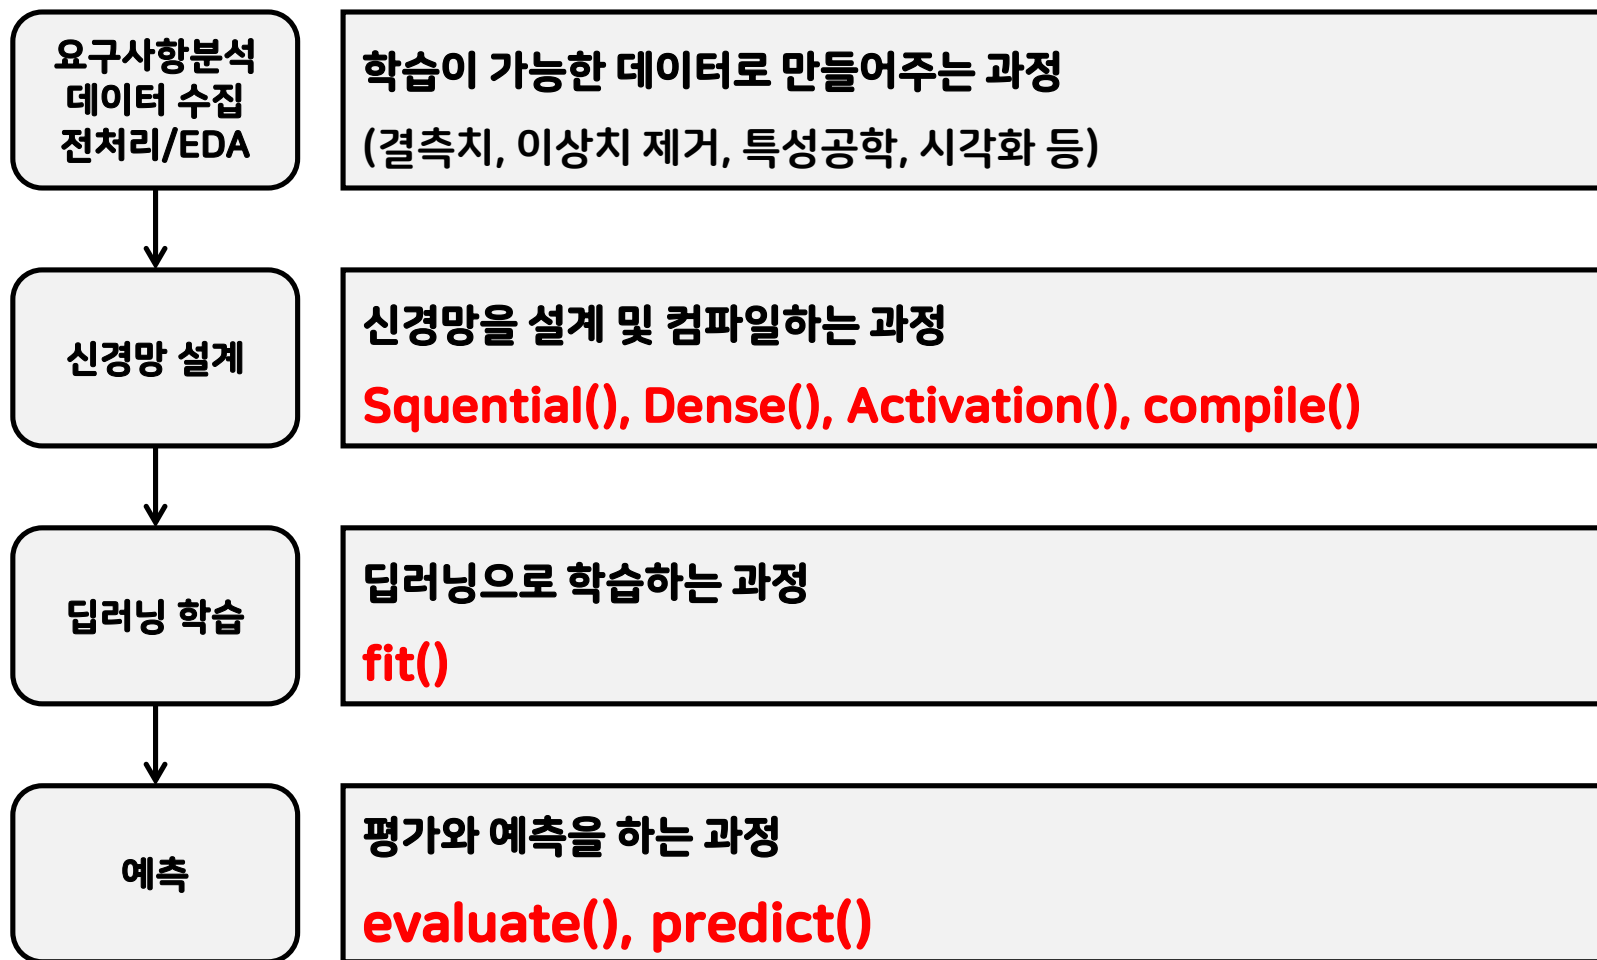 요구사항분석
데이터 수집
전처리/EDA
학습이 가능한 데이터로 만들어주는 과정
(결측치, 이상치 제거, 특성공학, 시각화 등)
신경망 설계
신경망을 설계 및 컴파일하는 과정
Squential(), Dense(), Activation(), compile()
딥러닝 학습
딥러닝으로 학습하는 과정
fit()
예측
평가와 예측을 하는 과정
evaluate(), predict()